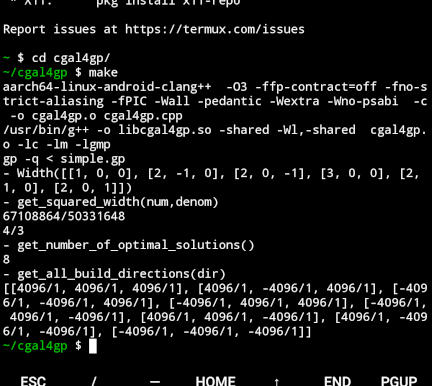 * X11:      pkg install x11-repo
Report issues at https://termux.com/issues
~ $ cd cgal4gp/
~/cgal4gp $ make
aarch64-linux-android-clang++  -O3 -ffp-contract=off -fno-s
trict-aliasing -fPIC -Wall -pedantic -Wextra -Wno-psabi  -c
 -o cgal4gp.o cgal4gp.cpp
/usr/bin/g++ -o libcgal4gp.so -shared -Wl,-shared  cgal4gp.
o -lc -lm -lgmp
gp -q < simple.gp
- Width([[1, 0, 0], [2, -1, 0], [2, 0, -1], [3, 0, 0], [2,
1, 0], [2, 0, 1]])
- get_squared_width(num,denom)
67108864/50331648
4/3
- get_number_of_optimal_solutions()
8
- get_all_build_directions(dir)
[[4096/1, 4096/1, 4096/1], [4096/1, -4096/1, 4096/1], [-409
6/1, -4096/1, 4096/1], [-4096/1, 4096/1, 4096/1], [-4096/1,
 4096/1, -4096/1], [4096/1, 4096/1, -4096/1], [4096/1, -409
6/1, -4096/1], [-4096/1, -4096/1, -4096/1]]
~/cgal4gp $
ESC / — HOME ↑ END PGUP